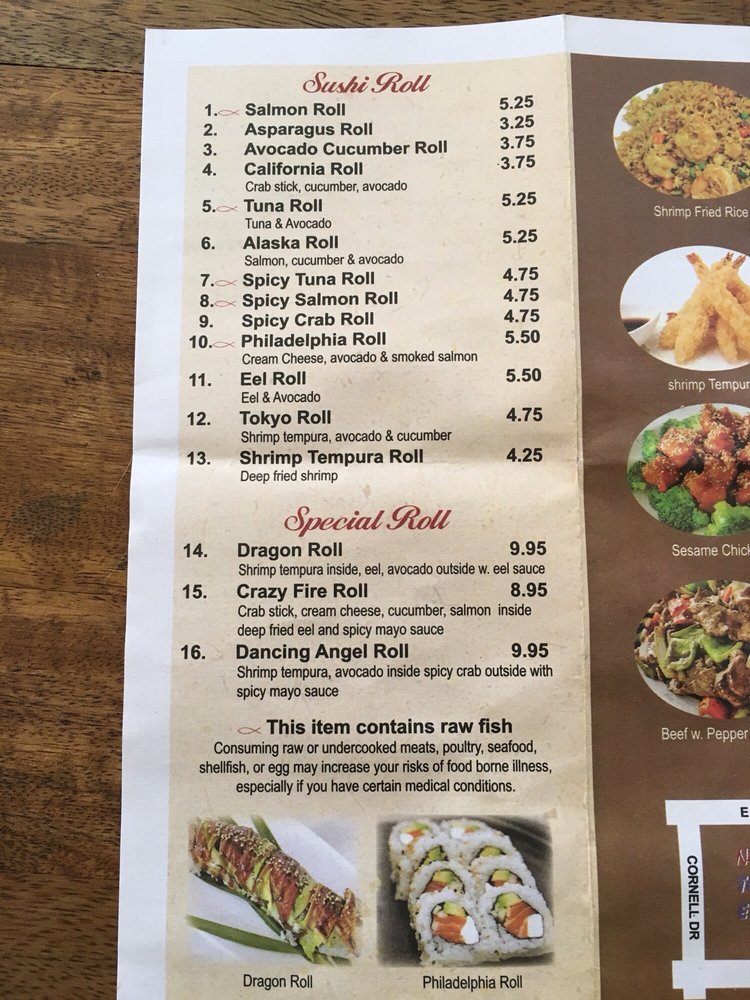 Sushi Roll
1. Salmon Roll 5.25
2. Asparagus Roll 3.25
3. Avocado Cucumber Roll 3.75
4. California Roll 3.75
Crab stick, cucumber, avocado
5. Tuna Roll 5.25
Tuna & Avocado
6. Alaska Roll 5.25
Salmon, cucumber & avocado
7. Spicy Tuna Roll 4.75
8. Spicy Salmon Roll 4.75
9. Spicy Crab Roll 4.75
10. Philadelphia Roll 5.50
Cream Cheese, avocado & smoked salmon
11. Eel Roll 5.50
Eel & Avocado
12. Tokyo Roll 4.75
Shrimp tempura, avocado & cucumber
13. Shrimp Tempura Roll 4.25
Deep fried shrimp
Special Roll
14. Dragon Roll 9.95
Shrimp tempura inside, eel, avocado outside w. eel sauce
15. Crazy Fire Roll 8.95
Crab stick, cream cheese, cucumber, salmon inside
deep fried eel and spicy mayo sauce
16. Dancing Angel Roll 9.95
Shrimp tempura, avocado inside spicy crab outside with
spicy mayo sauce
This item contains raw fish
Consuming raw or undercooked meats, poultry, seafood,
shellfish, or egg may increase your risks of food borne illness,
especially if you have certain medical conditions.
Dragon Roll
Philadelphia Roll
Shrimp Fried Rice
shrimp Tempur
Sesame Chick
Beef w. Pepper
E
CORNELL DR
N
T
E